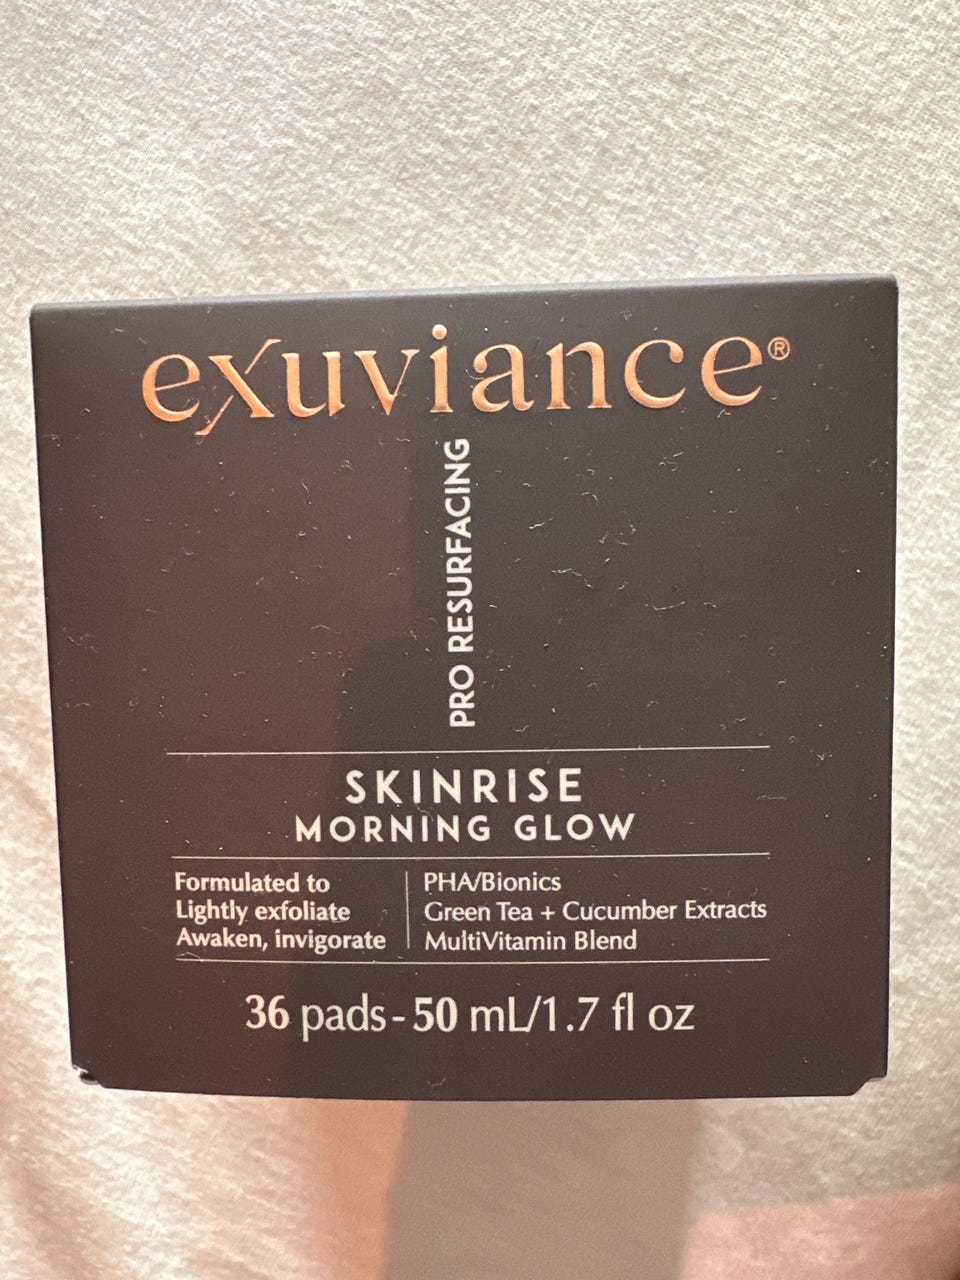 exuviance®
PRO RESURFACING
SKINRISE
MORNING GLOW
Formulated to
Lightly exfoliate
Awaken, invigorate
PHA/Bionics
Green Tea + Cucumber Extracts
MultiVitamin Blend
36 pads - 50 mL/1.7 fl oz